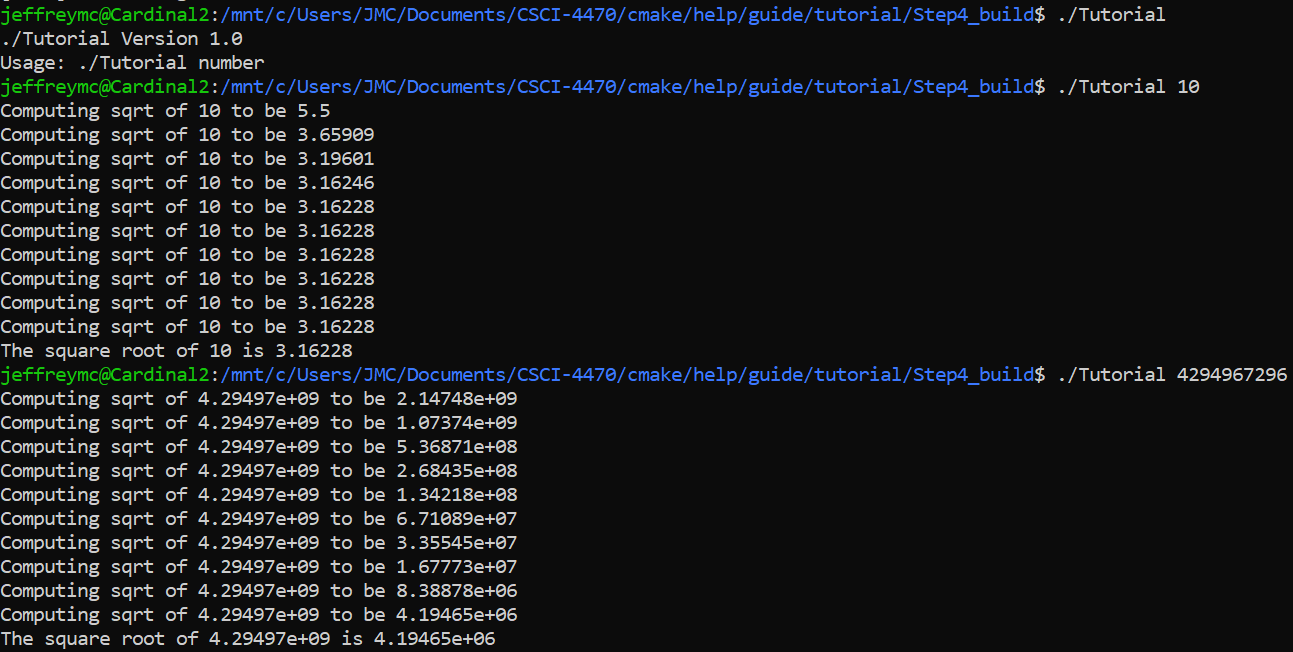 jeffreymc@Cardinal2:/mnt/c/Users/JMC/Documents/CSCI-4470/cmake/help/guide/tutorial/Step4_build$ ./Tutorial
./Tutorial Version 1.0
Usage: ./Tutorial number
jeffreymc@Cardinal2:/mnt/c/Users/JMC/Documents/CSCI-4470/cmake/help/guide/tutorial/Step4_build$ ./Tutorial 10
Computing sqrt of 10 to be 5.5
Computing sqrt of 10 to be 3.65909
Computing sqrt of 10 to be 3.19601
Computing sqrt of 10 to be 3.16246
Computing sqrt of 10 to be 3.16228
Computing sqrt of 10 to be 3.16228
Computing sqrt of 10 to be 3.16228
Computing sqrt of 10 to be 3.16228
Computing sqrt of 10 to be 3.16228
Computing sqrt of 10 to be 3.16228
The square root of 10 is 3.16228
jeffreymc@Cardinal2:/mnt/c/Users/JMC/Documents/CSCI-4470/cmake/help/guide/tutorial/Step4_build$ ./Tutorial 4294967296
Computing sqrt of 4.29497e+09 to be 2.14748e+09
Computing sqrt of 4.29497e+09 to be 1.07374e+09
Computing sqrt of 4.29497e+09 to be 5.36871e+08
Computing sqrt of 4.29497e+09 to be 2.68435e+08
Computing sqrt of 4.29497e+09 to be 1.34218e+08
Computing sqrt of 4.29497e+09 to be 6.71089e+07
Computing sqrt of 4.29497e+09 to be 3.35545e+07
Computing sqrt of 4.29497e+09 to be 1.67773e+07
Computing sqrt of 4.29497e+09 to be 8.38878e+06
Computing sqrt of 4.29497e+09 to be 4.19465e+06
The square root of 4.29497e+09 is 4.19465e+06